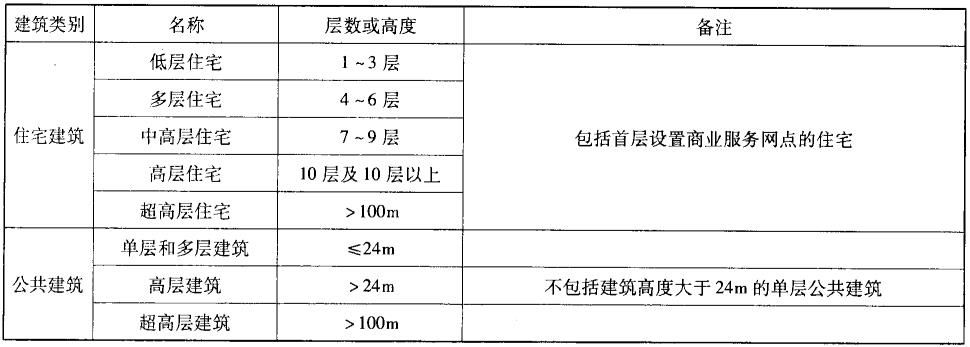 建筑类别 名称 层数或高度 备注
低层住宅 1~3 层
多层住宅 4~6 层
住宅建筑 中高层住宅 7~9 层 包括首层设置商业服务网点的住宅
高层住宅 10 层及 10 层以上
超高层住宅 >100m
单层和多层建筑 ≤24m
公共建筑 高层建筑 >24m 不包括建筑高度大于 24m 的单层公共建筑
超高层建筑 >100m